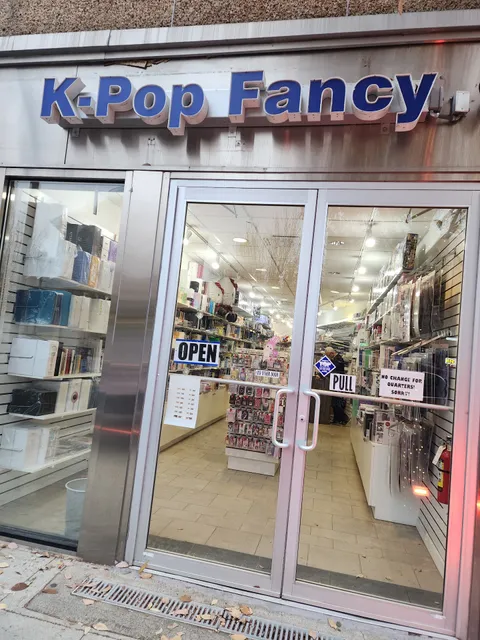 K-Pop Fancy
OPEN
PULL
NO CHANGE FOR
QUARTERS!
SORRY!